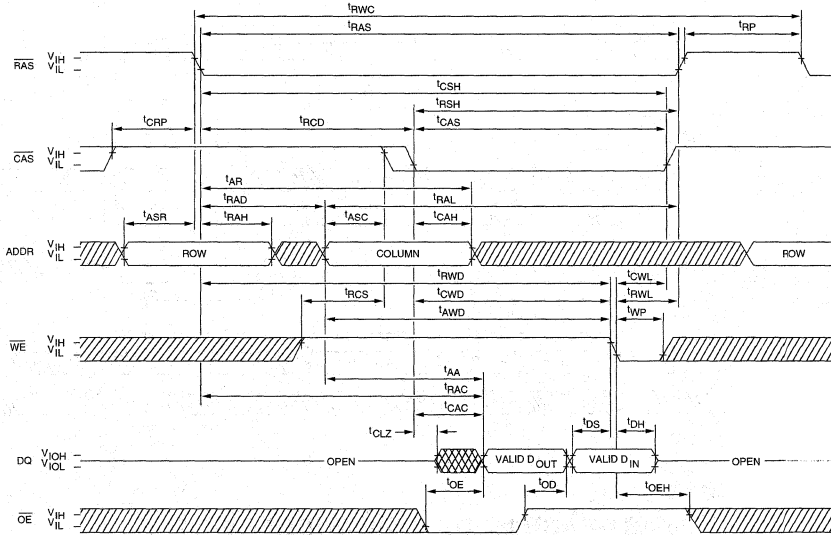 tRWC
tRAS
tRP
RAS VIH
VIL
tCSH
tRSH
tCRP
tRCD
tCAS
CAS VIH
VIL
tAR
tRAD
tRAL
tASR
tRAH
tASC
tCAH
ADDR VIH
VIL
ROW
COLUMN
ROW
tRWD
tCWL
tRCS
tCWD
tRWL
tAWD
tWP
WE VIH
VIL
tAA
tRAC
tCAC
tCLZ
tDS
tDH
DQ VIOH
VIOL
OPEN
VALID DOUT
VALID DIN
OPEN
tOE
tOD
tOEH
OE VIH
VIL